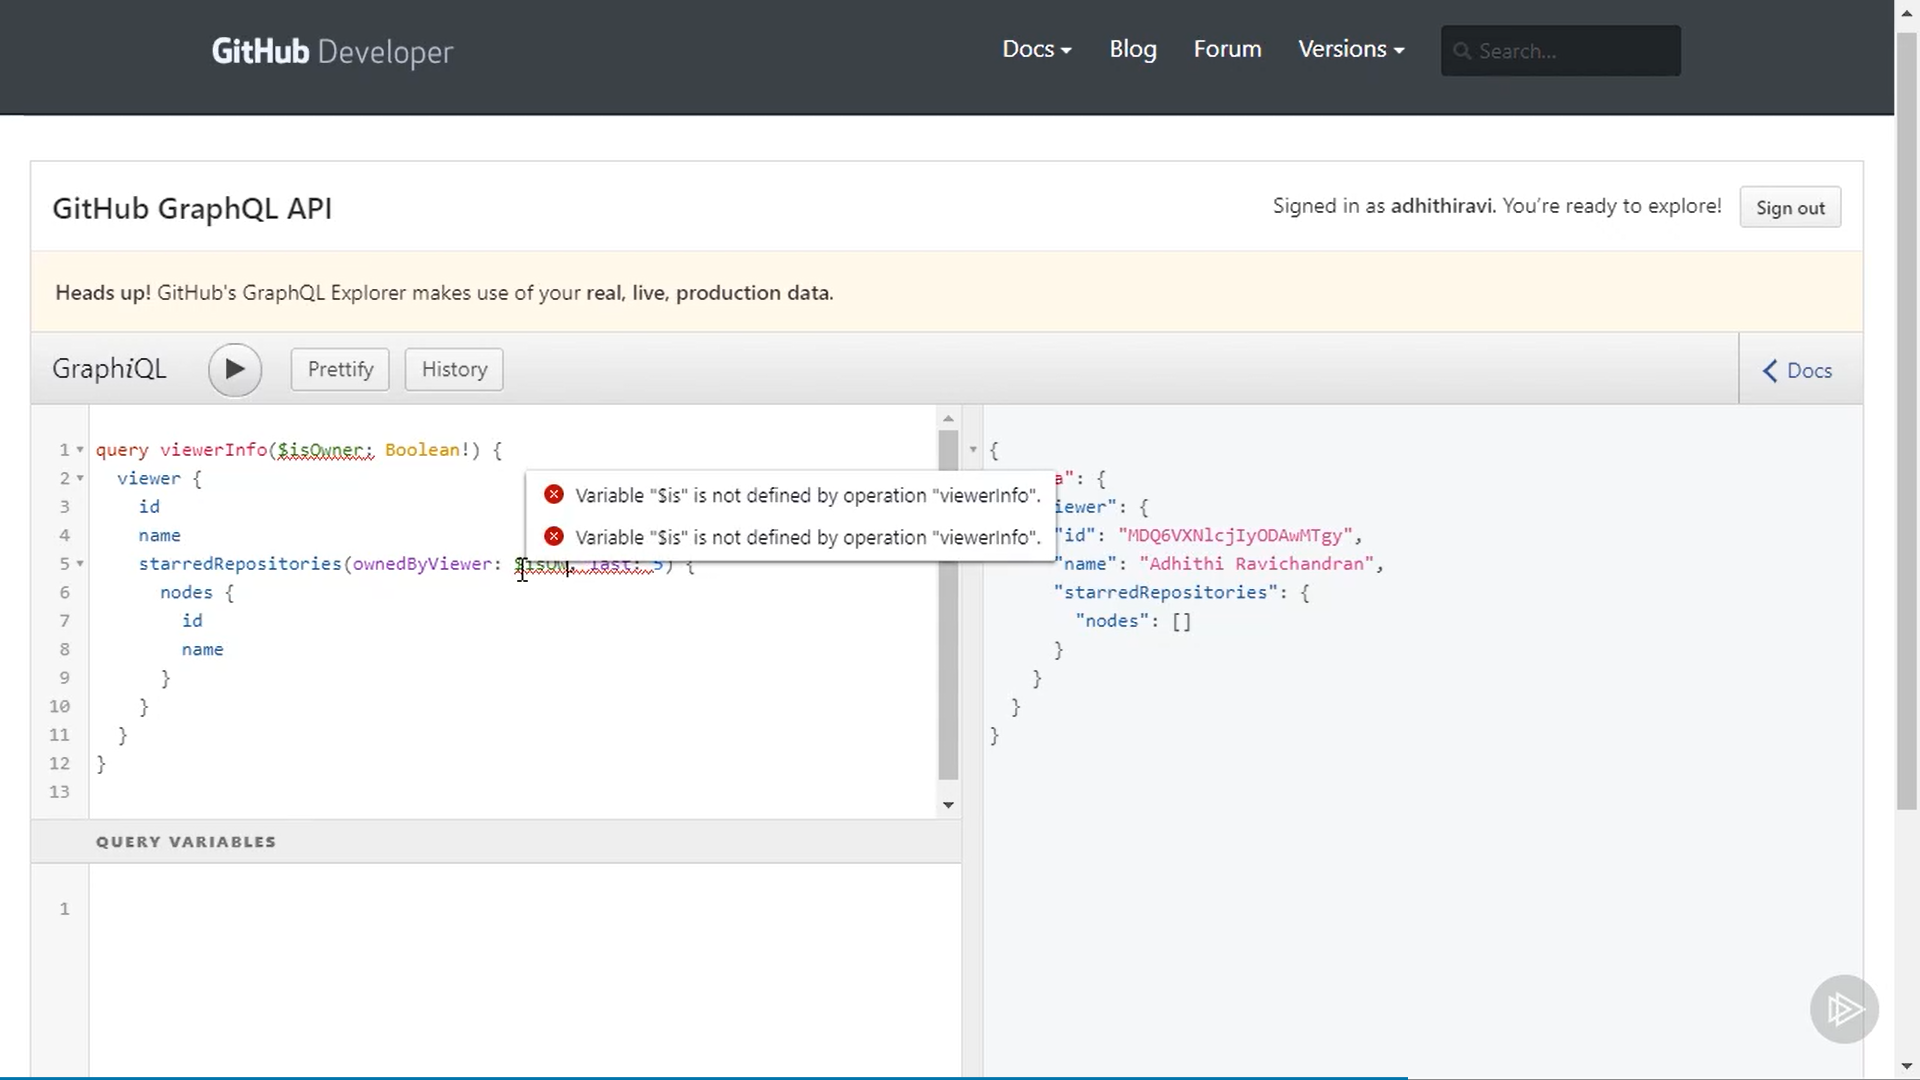 GitHub Developer
Docs
Blog
Forum
Versions
Search...
GitHub GraphQL API
Signed in as adhithiravi. You're ready to explore!
Sign out
Heads up! GitHub's GraphQL Explorer makes use of your real, live, production data.
GraphiQL
Prettify
History
Docs
1 query viewerInfo($isOwner: Boolean!) {
2 viewer {
3 id
4 name
5 starredRepositories(ownedByViewer: $isOw, last: 5) {
6 nodes {
7 id
8 name
9 }
10 }
11 }
12 }
13
Variable "$is" is not defined by operation "viewerInfo".
Variable "$is" is not defined by operation "viewerInfo".
{
a": {
iewer": {
"id": "MDQ6VXNlcjIyODAwMTgy",
"name": "Adhithi Ravichandran",
"starredRepositories": {
"nodes": []
}
}
}
}
QUERY VARIABLES
1